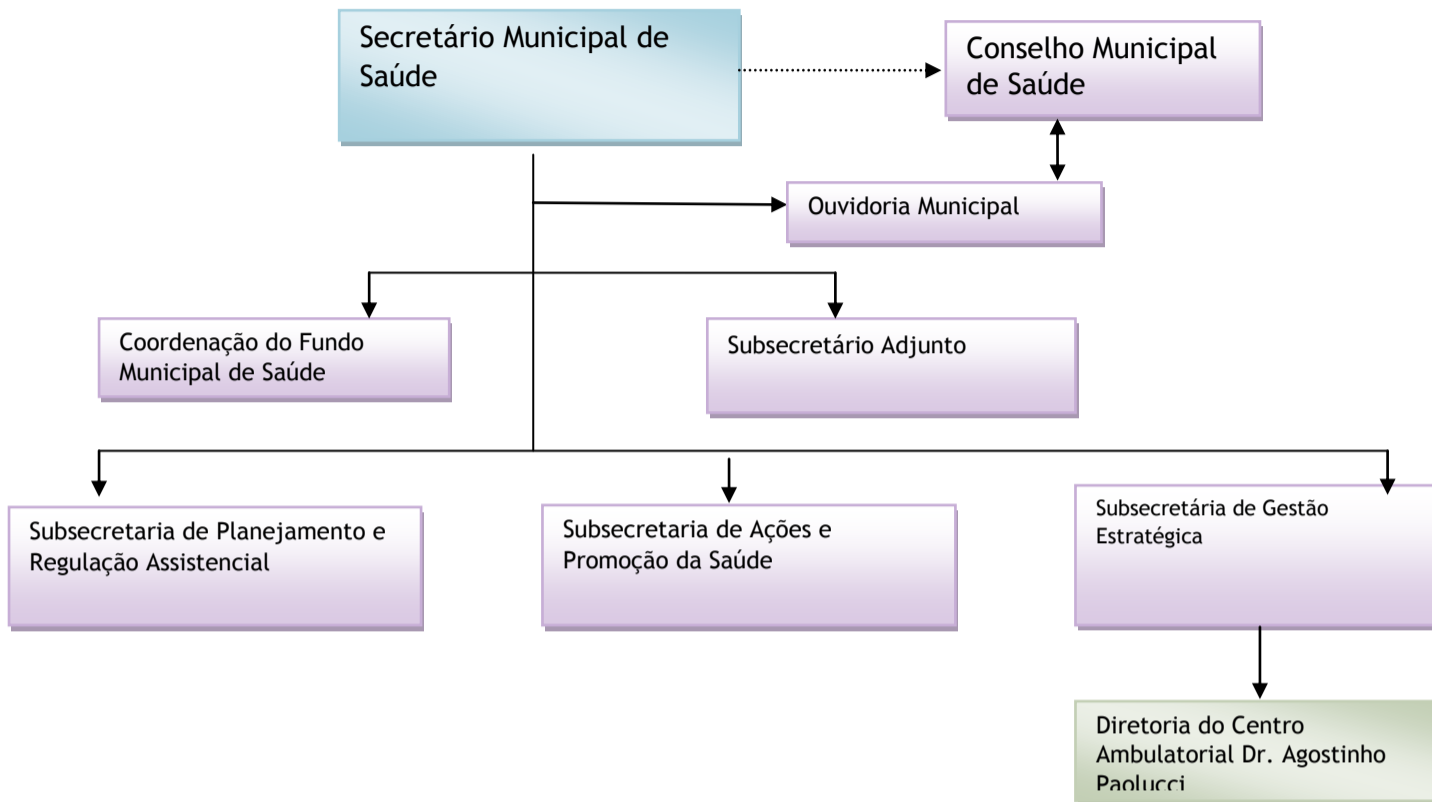 Secretário Municipal de
Saúde
Conselho Municipal
de Saúde
Ouvidoria Municipal
Coordenação do Fundo
Municipal de Saúde
Subsecretário Adjunto
Subsecretaria de Planejamento e
Regulação Assistencial
Subsecretaria de Ações e
Promoção da Saúde
Subsecretária de Gestão
Estratégica
Diretoria do Centro
Ambulatorial Dr. Agostinho
Paolucci